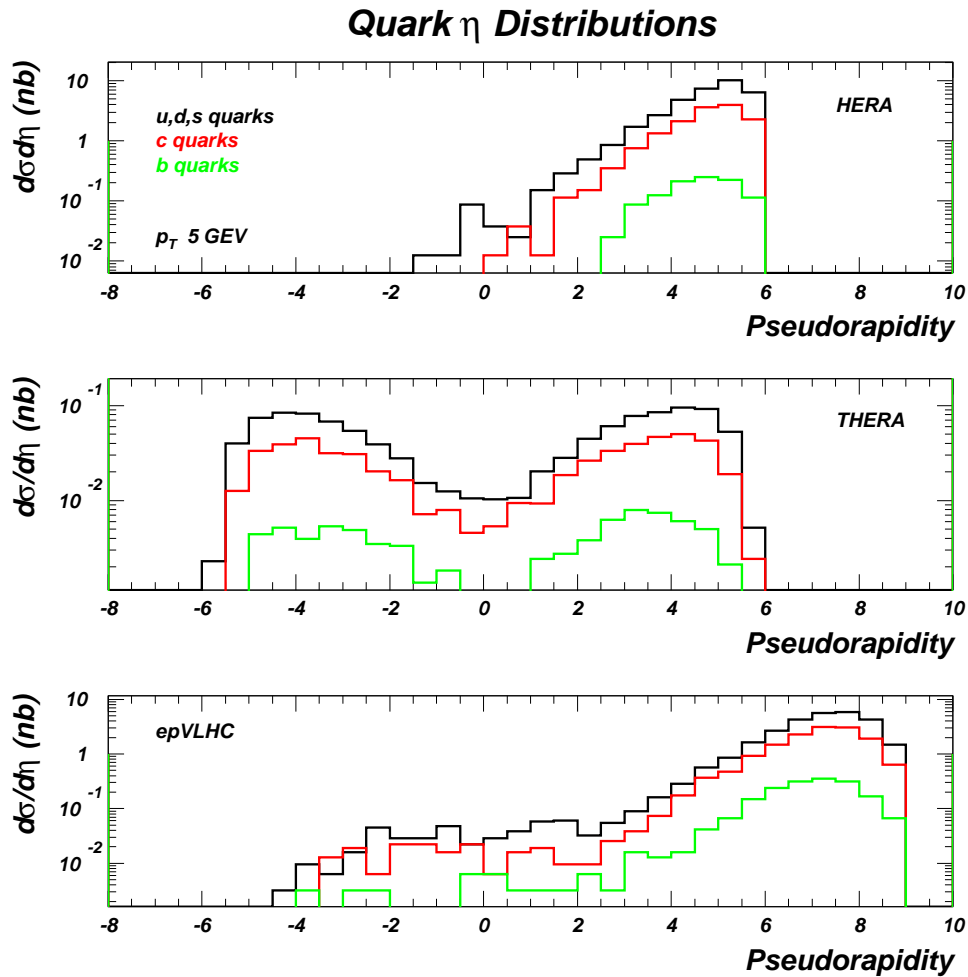 Quark η Distributions
dσdη (nb)
10
1
10⁻¹
10⁻²
u,d,s quarks
c quarks
b quarks
p_T 5 GEV
HERA
-8 -6 -4 -2 0 2 4 6 8 10
Pseudorapidity
dσ/dη (nb)
10⁻¹
10⁻²
THERA
-8 -6 -4 -2 0 2 4 6 8 10
Pseudorapidity
dσ/dη (nb)
10
1
10⁻¹
10⁻²
epVLHC
-8 -6 -4 -2 0 2 4 6 8 10
Pseudorapidity